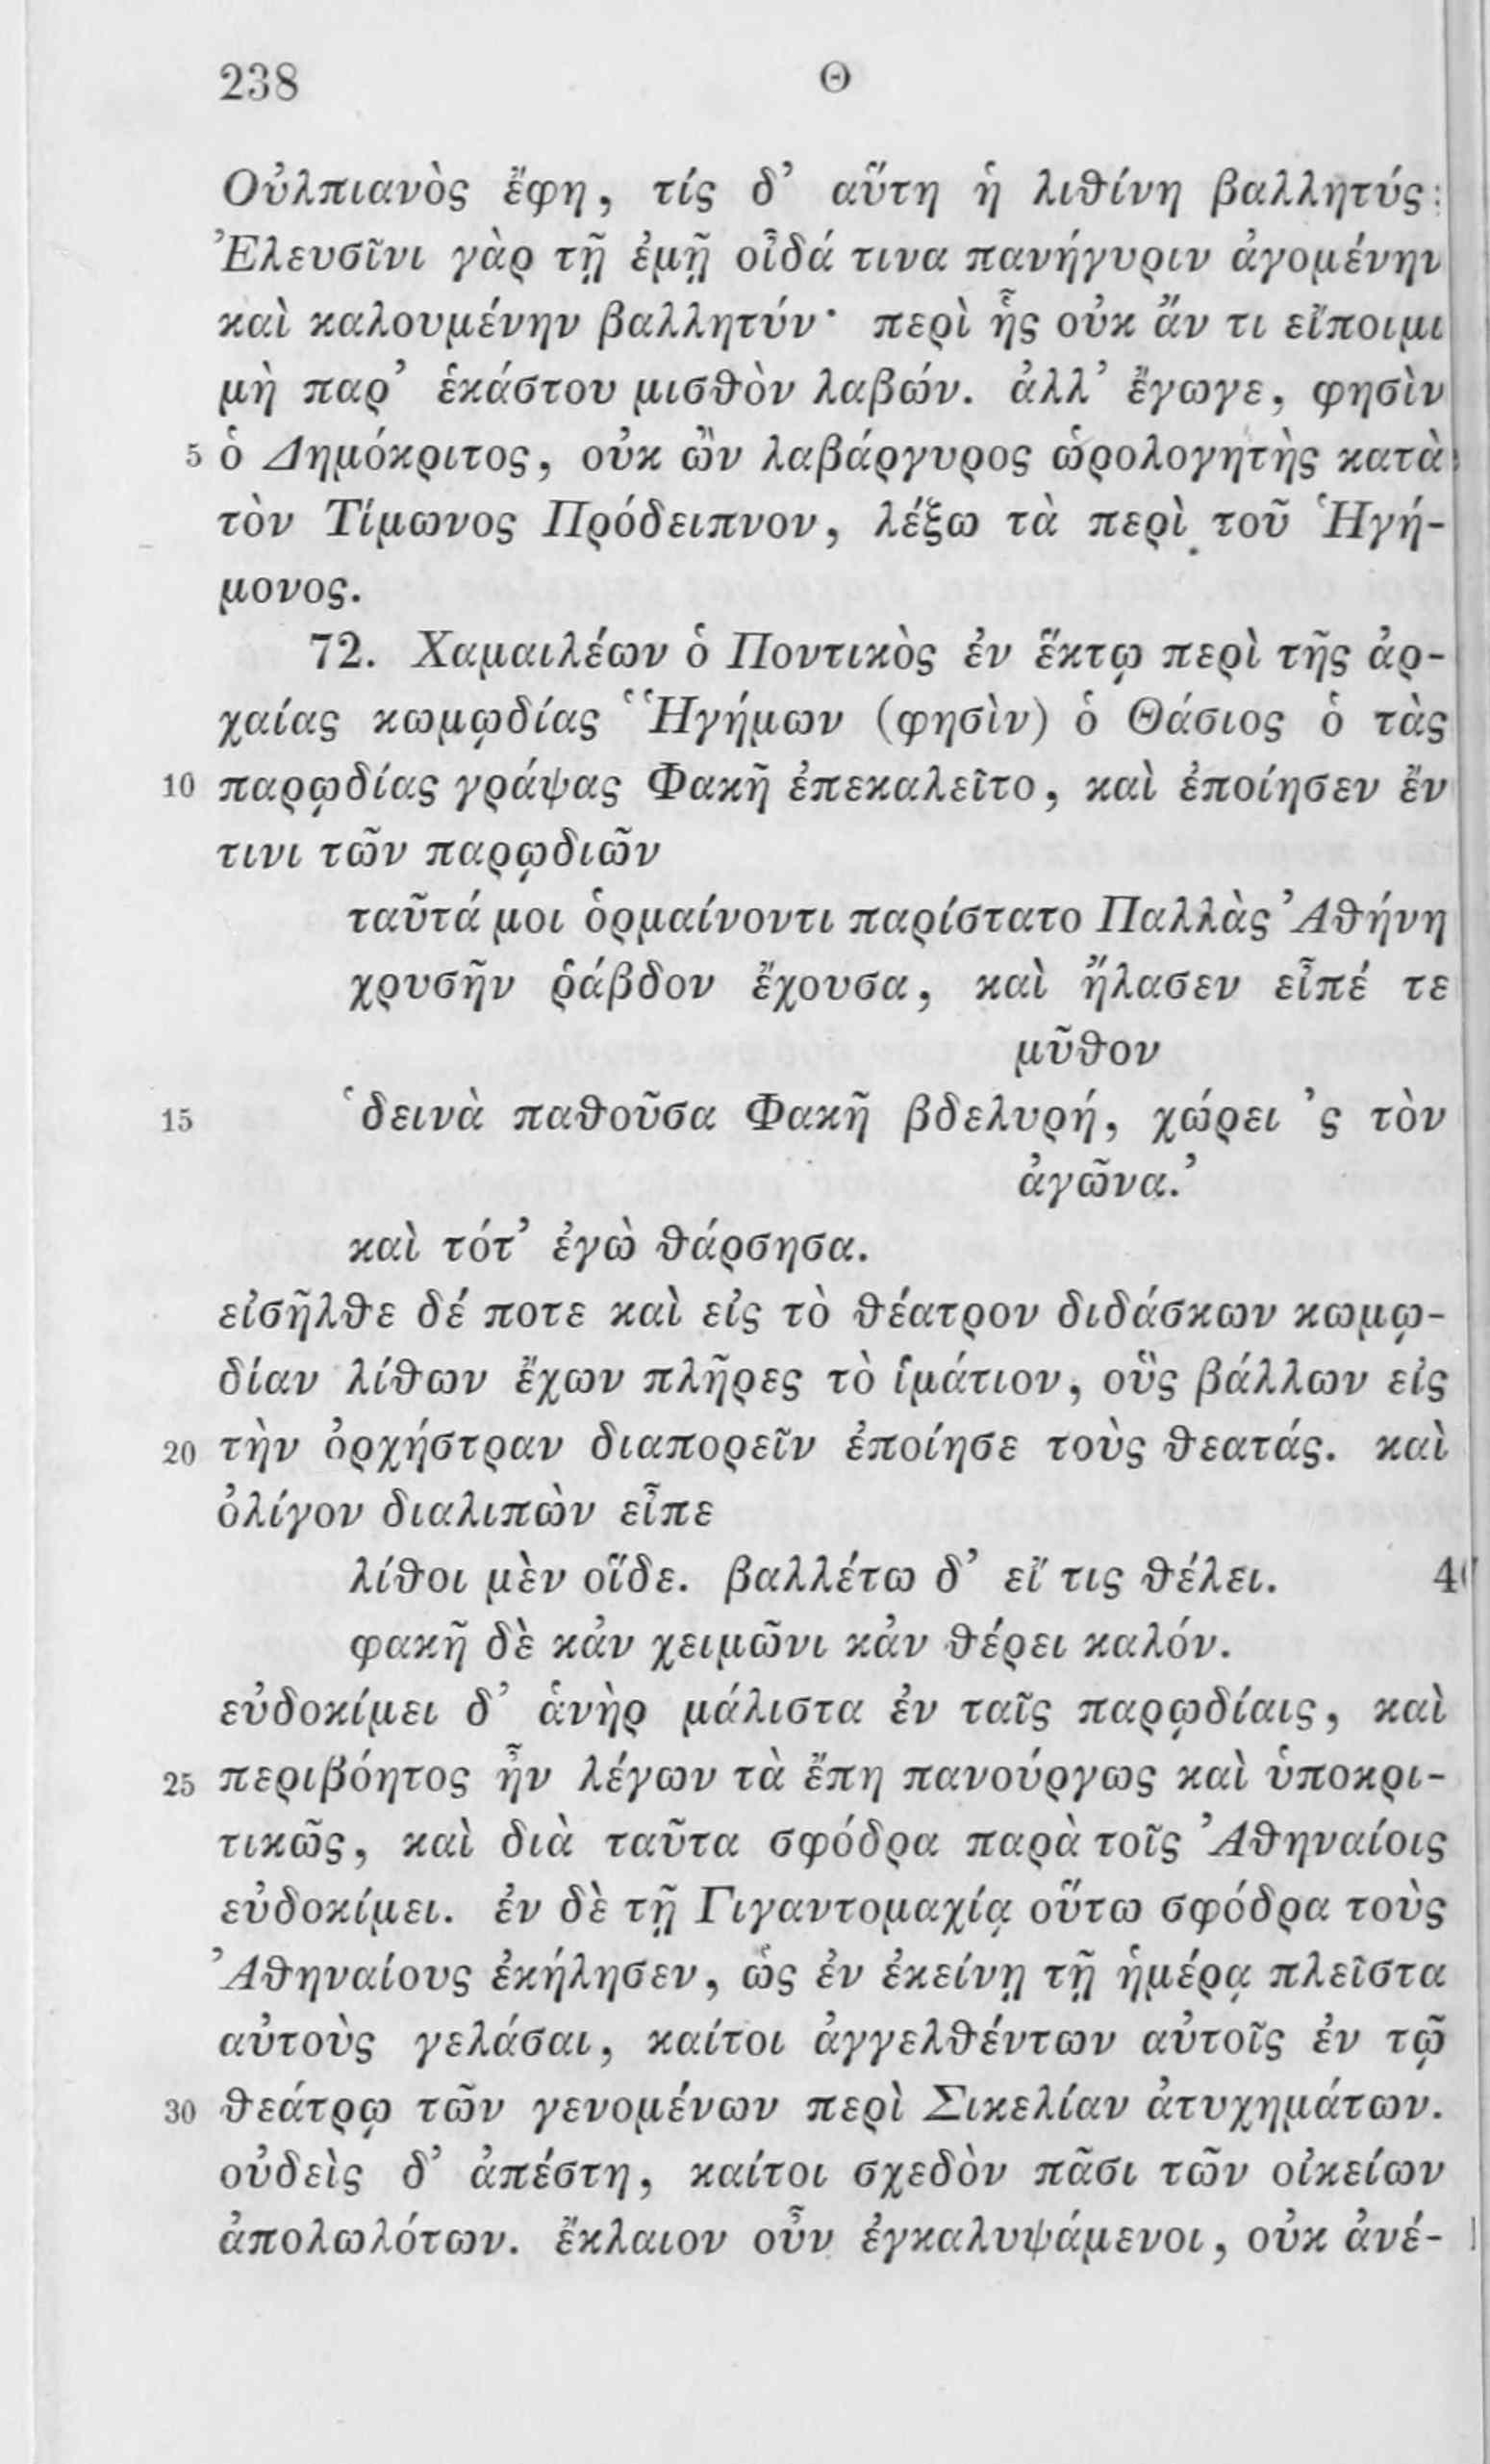 238 Θ
Οὐλπιανὸς ἔφη, τίς δ' αὕτη ἡ λιθίνη βαλλητύς;
Ἐλευσῖνι γὰρ τῇ ἐμῇ οἶδά τινα πανήγυριν ἀγομένην
καὶ καλουμένην βαλλητύν· περὶ ἧς οὐκ ἄν τι εἴποιμι
μὴ παρ' ἑκάστου μισθὸν λαβών. ἀλλ' ἔγωγε, φησὶν
5 ὁ Δημόκριτος, οὐκ ὢν λαβάργυρος ὡρολογητὴς κατὰ
τὸν Τίμωνος Πρόδειπνον, λέξω τὰ περὶ τοῦ Ἡγή-
μονος.
72. Χαμαιλέων ὁ Ποντικὸς ἐν ἕκτῳ περὶ τῆς ἀρ-
χαίας κωμῳδίας "Ἡγήμων (φησὶν) ὁ Θάσιος ὁ τὰς
10 παρῳδίας γράψας Φακῆ ἐπεκαλεῖτο, καὶ ἐποίησεν ἔν
τινι τῶν παρῳδιῶν
ταῦτά μοι ὁρμαίνοντι παρίστατο Παλλὰς Ἀθήνη
χρυσῆν ῥάβδον ἔχουσα, καὶ ἤλασεν εἶπέ τε
μῦθον
15 ‘δεινὰ παθοῦσα Φακῆ βδελυρή, χώρει 'ς τὸν
ἀγῶνα.’
καὶ τότ' ἐγὼ θάρσησα.
εἰσῆλθε δέ ποτε καὶ εἰς τὸ θέατρον διδάσκων κωμῳ-
δίαν λίθων ἔχων πλῆρες τὸ ἱμάτιον, οὓς βάλλων εἰς
20 τὴν ὀρχήστραν διαπορεῖν ἐποίησε τοὺς θεατάς. καὶ
ὀλίγον διαλιπὼν εἶπε
λίθοι μὲν οἵδε. βαλλέτω δ' εἴ τις θέλει.
φακῆ δὲ κἀν χειμῶνι κἀν θέρει καλόν.
εὐδοκίμει δ' ἁνὴρ μάλιστα ἐν ταῖς παρῳδίαις, καὶ
25 περιβόητος ἦν λέγων τὰ ἔπη πανούργως καὶ ὑποκρι-
τικῶς, καὶ διὰ ταῦτα σφόδρα παρὰ τοῖς Ἀθηναίοις
εὐδοκίμει. ἐν δὲ τῇ Γιγαντομαχίᾳ οὕτω σφόδρα τοὺς
Ἀθηναίους ἐκήλησεν, ὡς ἐν ἐκείνῃ τῇ ἡμέρᾳ πλεῖστα
αὐτοὺς γελάσαι, καίτοι ἀγγελθέντων αὐτοῖς ἐν τῷ
30 θεάτρῳ τῶν γενομένων περὶ Σικελίαν ἀτυχημάτων.
οὐδεὶς δ' ἀπέστη, καίτοι σχεδὸν πᾶσι τῶν οἰκείων
ἀπολωλότων. ἔκλαιον οὖν ἐγκαλυψάμενοι, οὐκ ἀνέ-